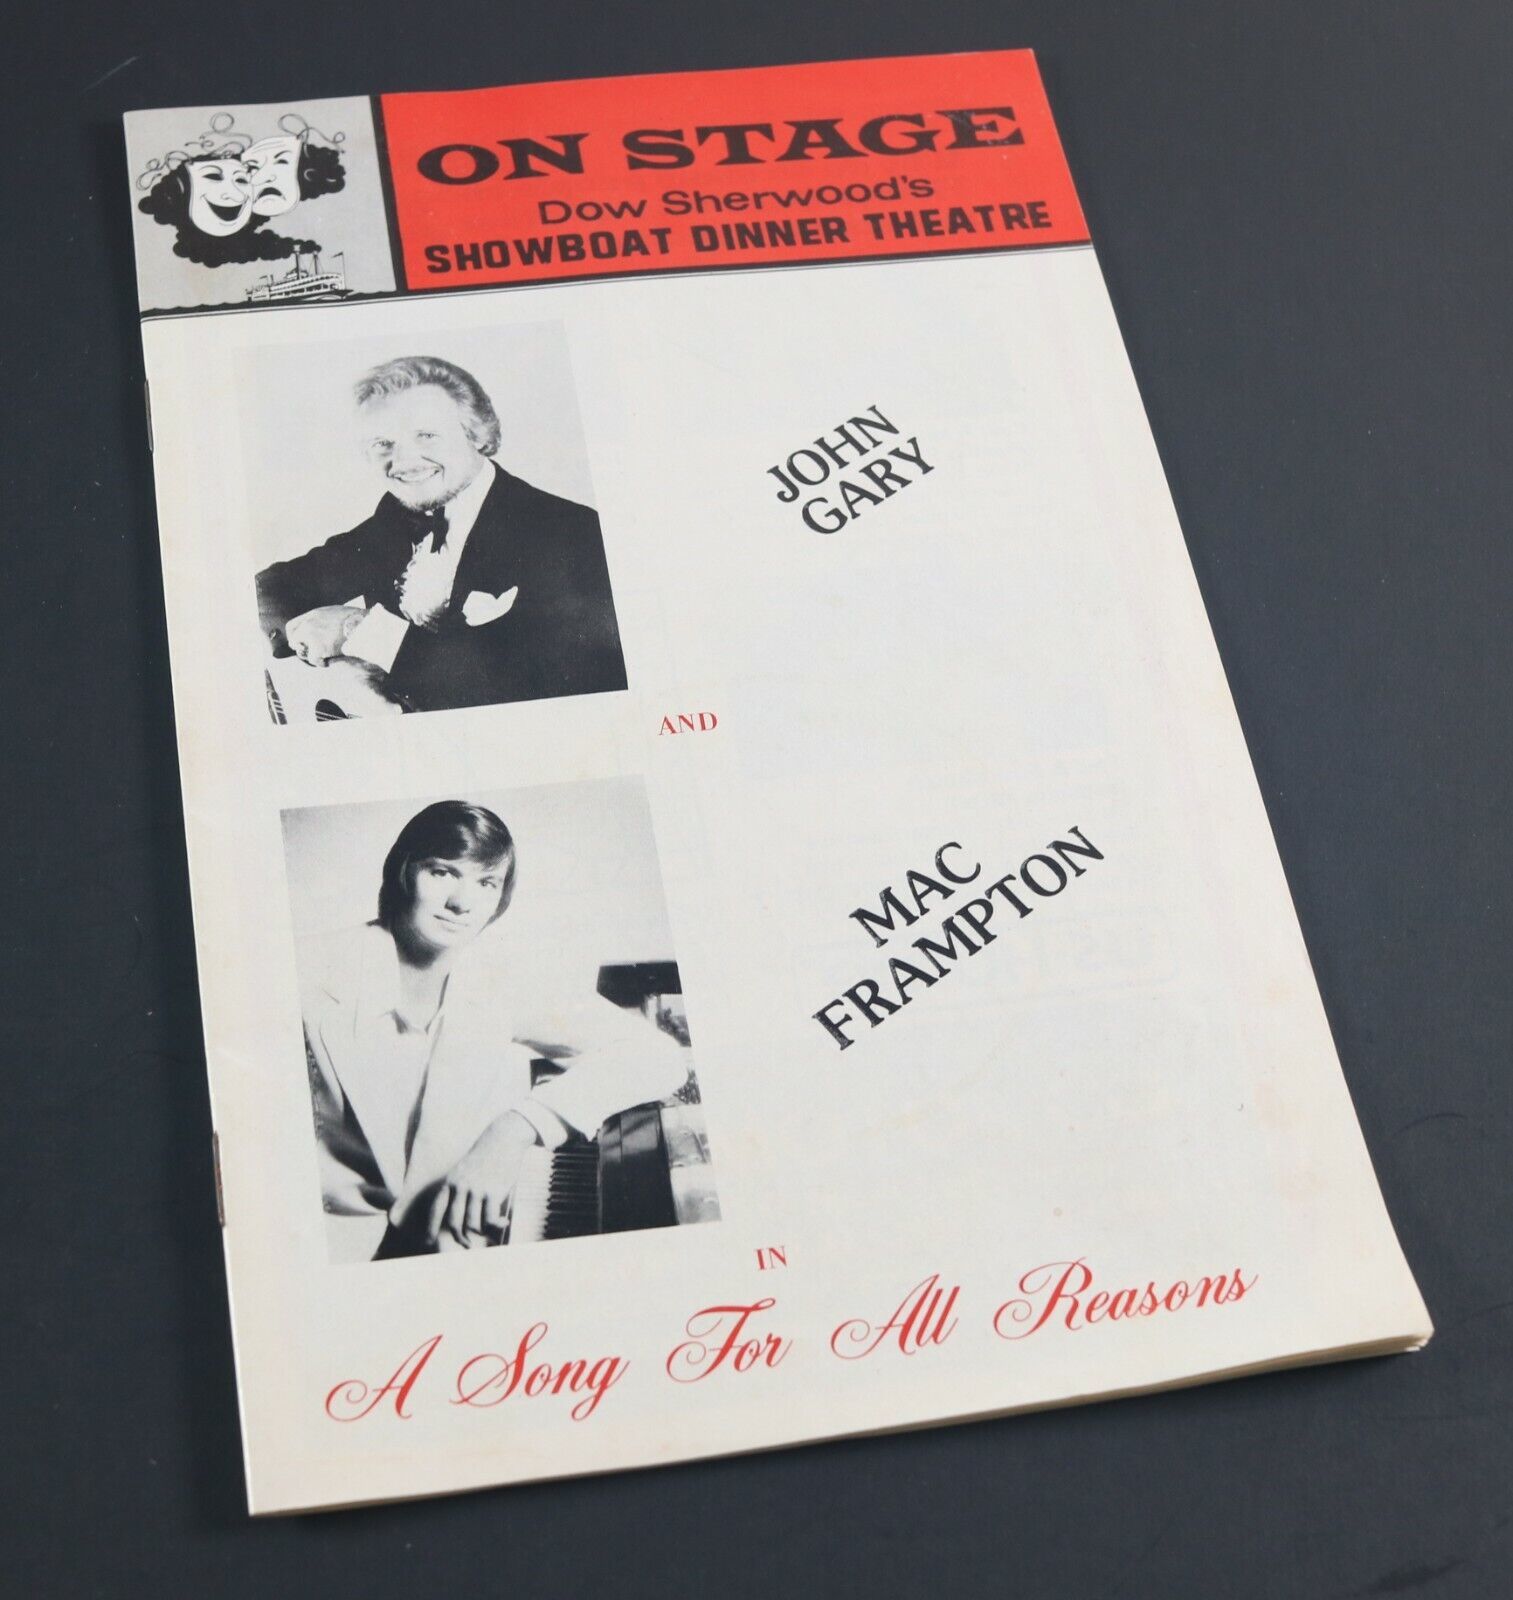 ON STAGE
Dow Sherwood's
SHOWBOAT DINNER THEATRE
JOHN
GARY
AND
MAC
FRAMPTON
IN
A Song For All Reasons